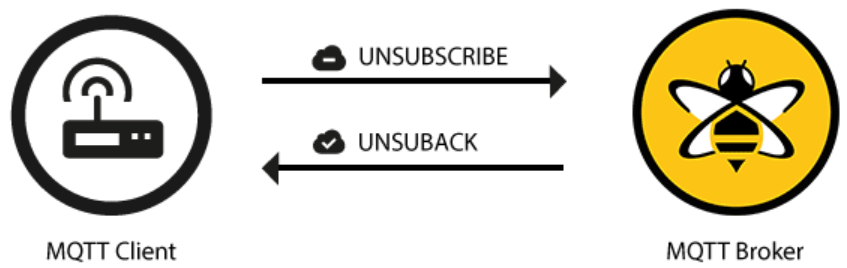 UNSUBSCRIBE
UNSUBACK
MQTT Client
MQTT Broker